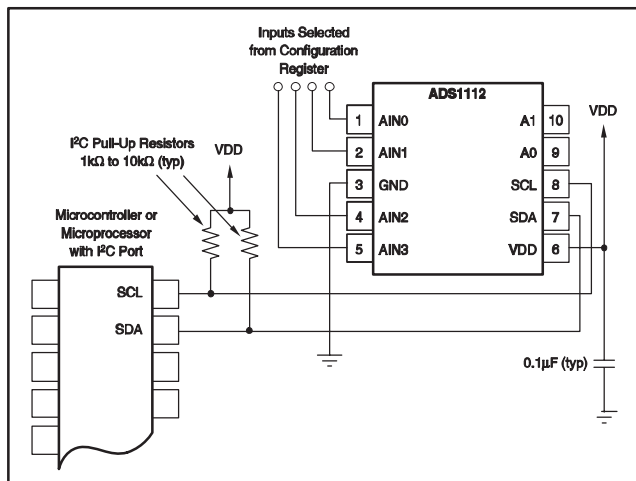 Inputs Selected
from Configuration
Register
ADS1112
VDD
1 AIN0 A1 10
2 AIN1 A0 9
3 GND SCL 8
4 AIN2 SDA 7
5 AIN3 VDD 6
I²C Pull-Up Resistors
1kΩ to 10kΩ (typ)
VDD
Microcontroller or
Microprocessor
with I²C Port
SCL
SDA
0.1µF (typ)